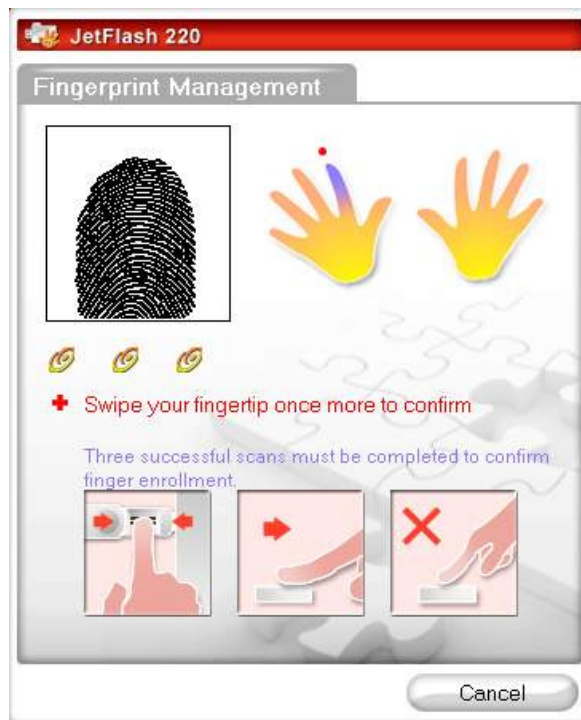 JetFlash 220
Fingerprint Management
Swipe your fingertip once more to confirm
Three successful scans must be completed to confirm
finger enrollment.
Cancel